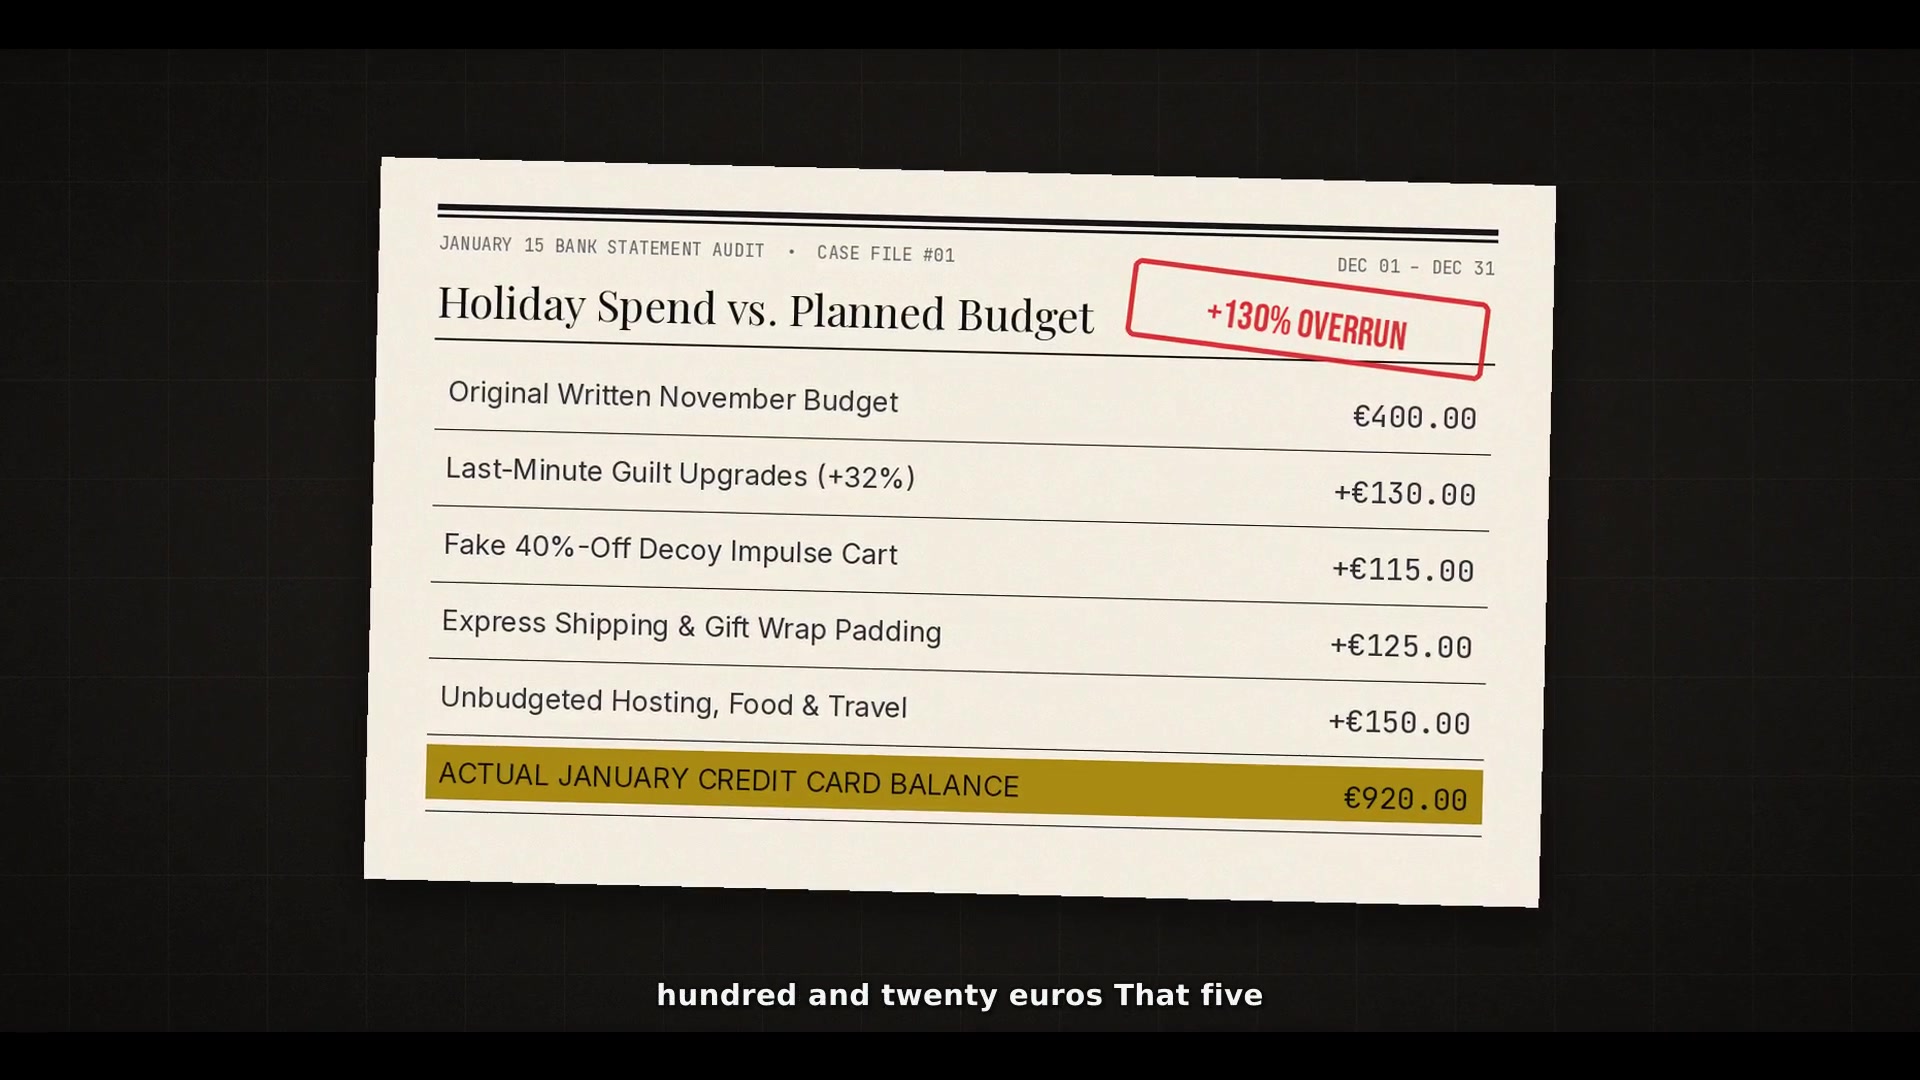 JANUARY 15 BANK STATEMENT AUDIT • CASE FILE #01
DEC 01 – DEC 31
Holiday Spend vs. Planned Budget
+130% OVERRUN
Original Written November Budget €400.00
Last-Minute Guilt Upgrades (+32%) +€130.00
Fake 40%-Off Decoy Impulse Cart +€115.00
Express Shipping & Gift Wrap Padding +€125.00
Unbudgeted Hosting, Food & Travel +€150.00
ACTUAL JANUARY CREDIT CARD BALANCE €920.00
hundred and twenty euros That five